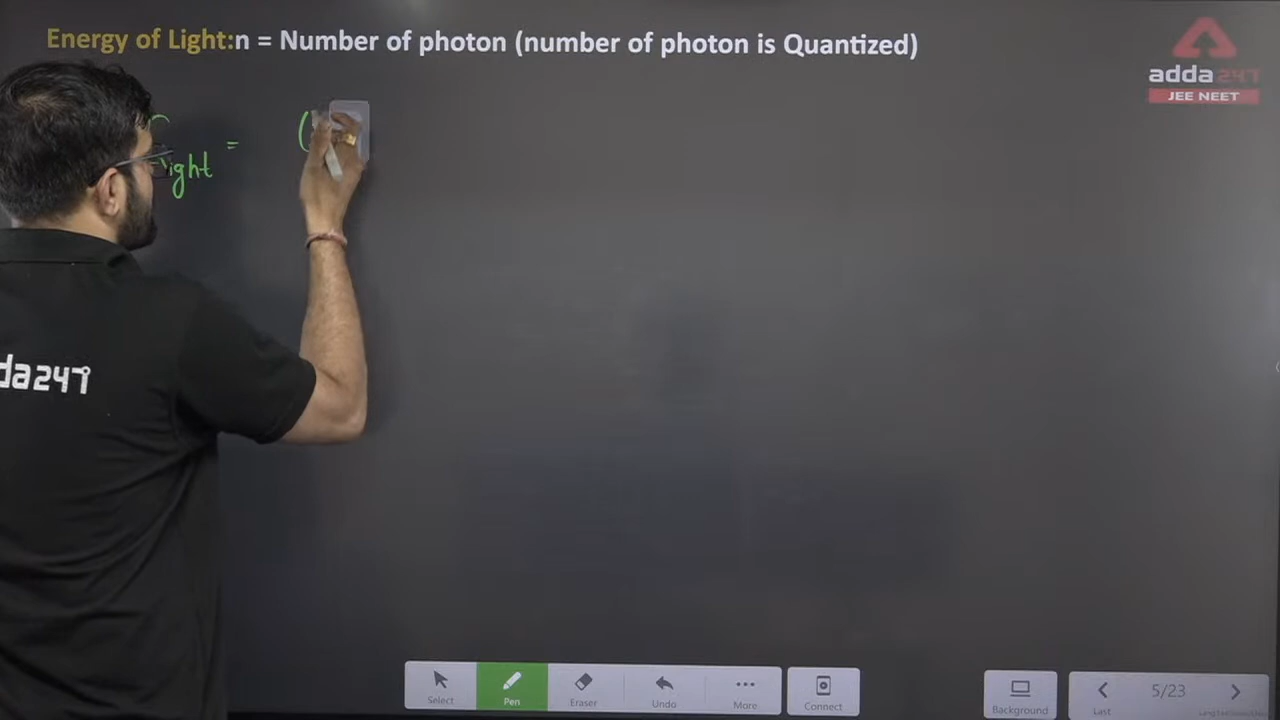 Energy of Light:n = Number of photon (number of photon is Quantized)
adda247
JEE NEET
light = (
da247
Select
Pen
Eraser
Undo
More
Connect
Background
Last
5/23